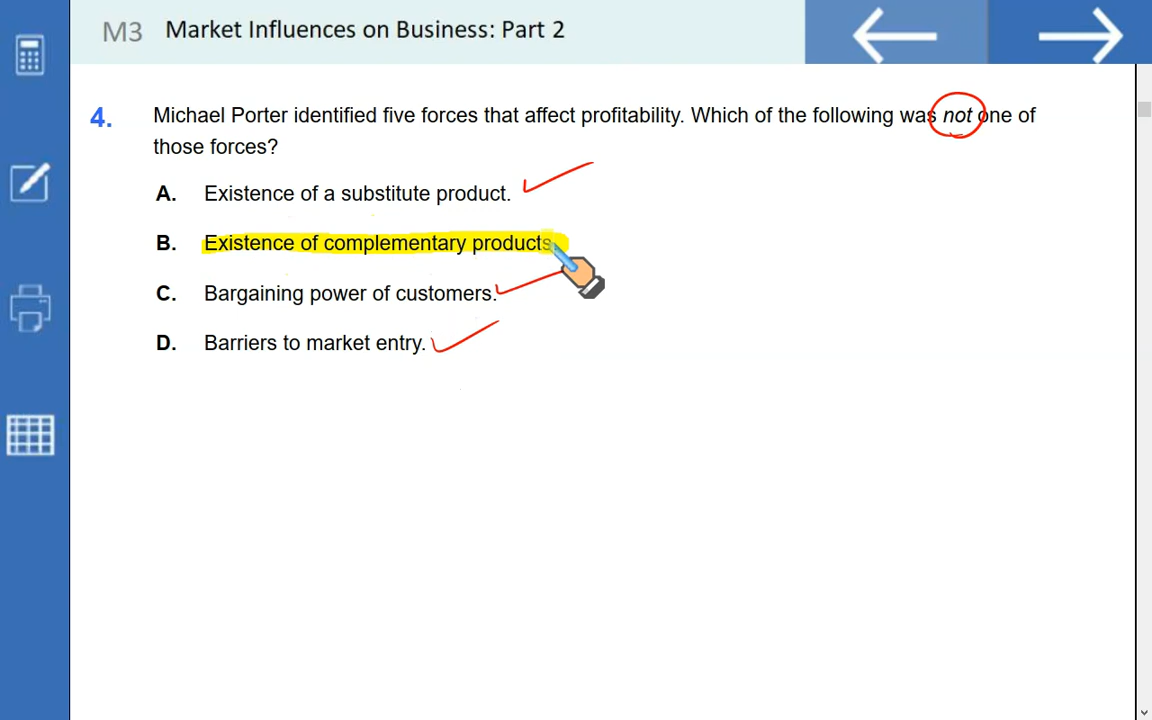 M3 Market Influences on Business: Part 2
4. Michael Porter identified five forces that affect profitability. Which of the following was not one of
those forces?
A. Existence of a substitute product.
B. Existence of complementary products
C. Bargaining power of customers.
D. Barriers to market entry.